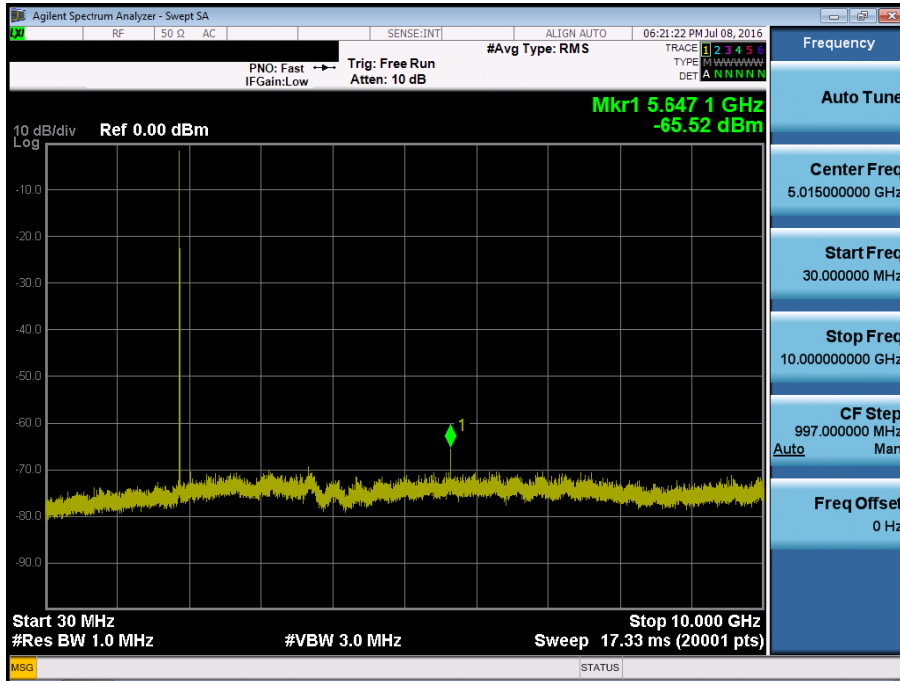 Agilent Spectrum Analyzer - Swept SA
LXI RF 50 Ω AC SENSE:INT ALIGN AUTO 06:21:22 PM Jul 08, 2016
#Avg Type: RMS TRACE 1 2 3 4 5 6
PNO: Fast Trig: Free Run TYPE M WWWWW
IFGain:Low Atten: 10 dB DET A N N N N N
Mkr1 5.647 1 GHz
-65.52 dBm
10 dB/div Ref 0.00 dBm
Log
-10.0
-20.0
-30.0
-40.0
-50.0
-60.0
1
-70.0
-80.0
-90.0
Start 30 MHz Stop 10.000 GHz
#Res BW 1.0 MHz #VBW 3.0 MHz Sweep 17.33 ms (20001 pts)
MSG STATUS
Frequency
Auto Tune
Center Freq
5.015000000 GHz
Start Freq
30.000000 MHz
Stop Freq
10.000000000 GHz
CF Step
997.000000 MHz
Auto Man
Freq Offset
0 Hz